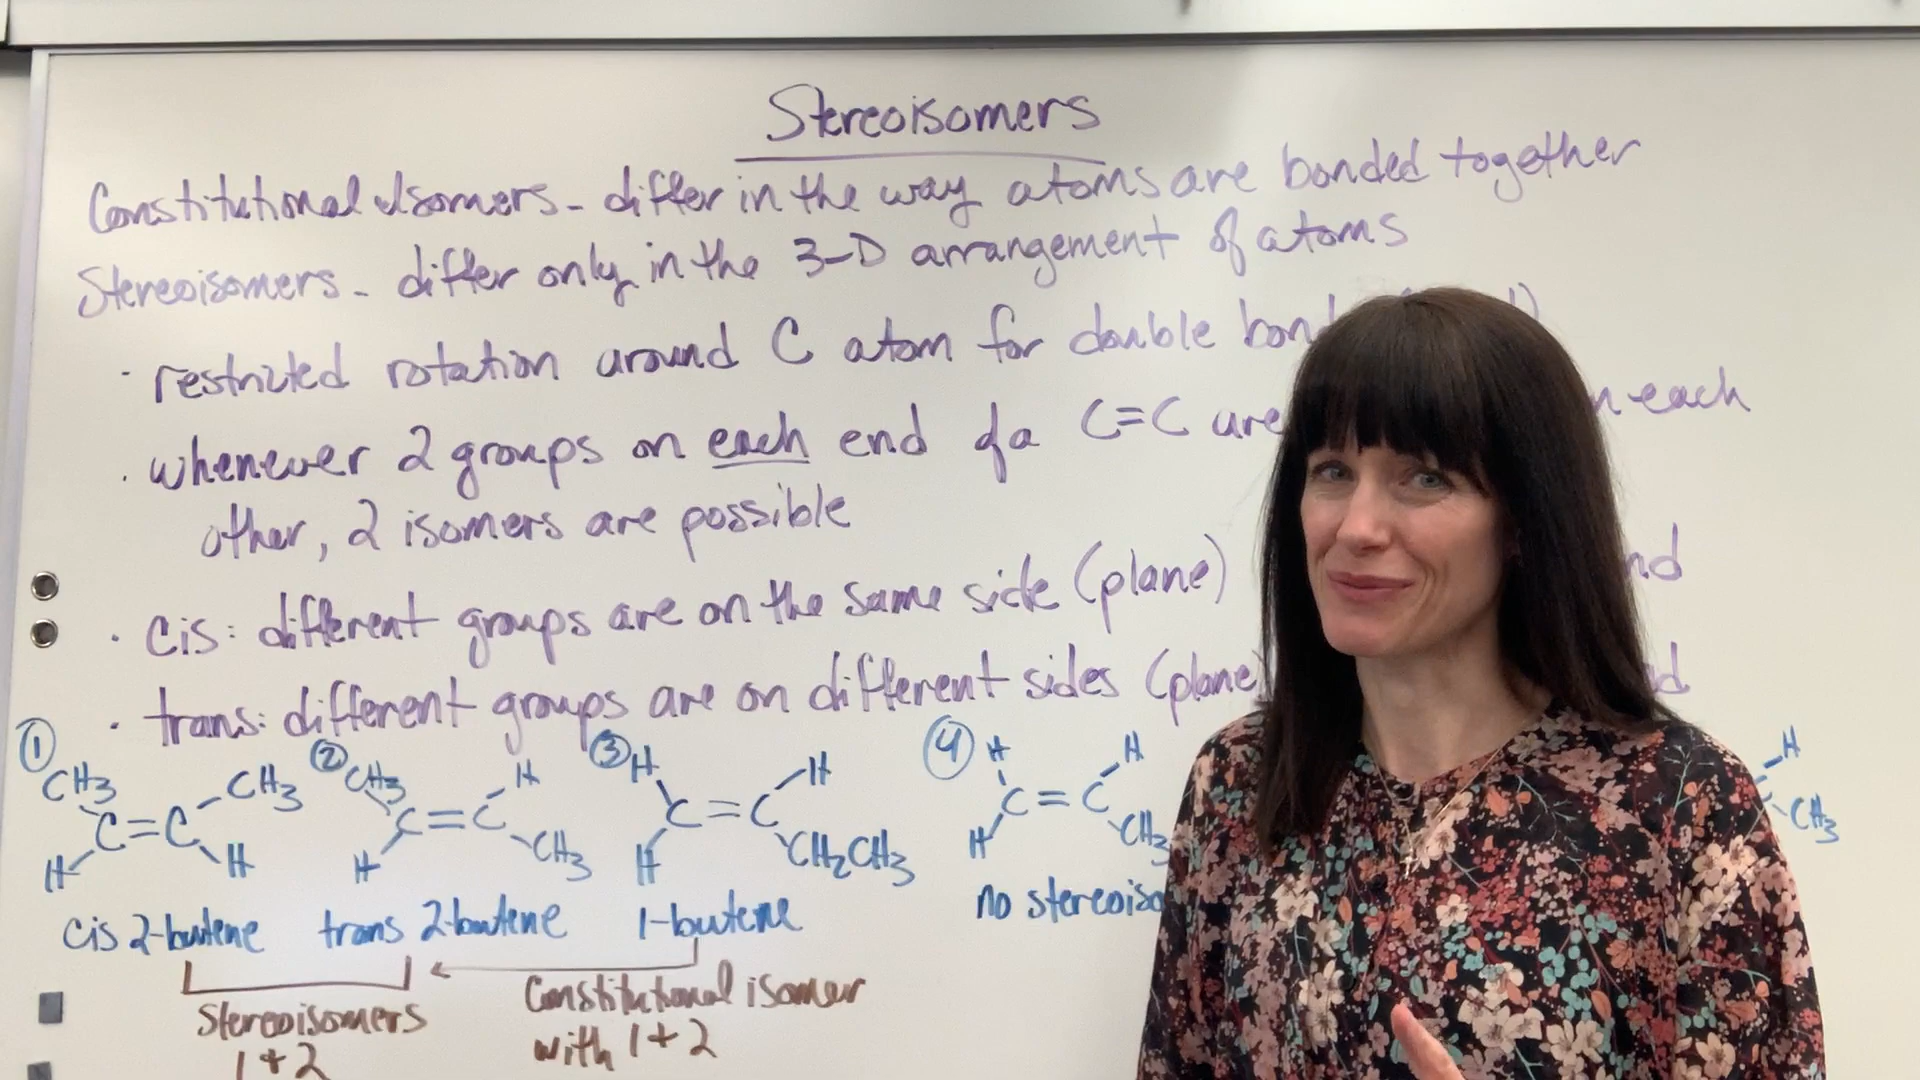 Stereoisomers
Constitutional Isomers - differ in the way atoms are bonded together
Stereoisomers - differ only in the 3-D arrangement of atoms
· restricted rotation around C atom for double
· whenever 2 groups on each end of a C=C are each
other, 2 isomers are possible
· cis: different groups are on the same side (plane)
· trans: different groups are on different sides (plane
① ② ③ ④
CH3 CH3 CH3 H H H H H H
C=C C=C C=C C=C
H H H CH3 H CH2CH3 H CH3 CH3
cis 2-butene trans 2-butene 1-butene no
Stereoisomers Constitutional isomer
1+2 with 1+2